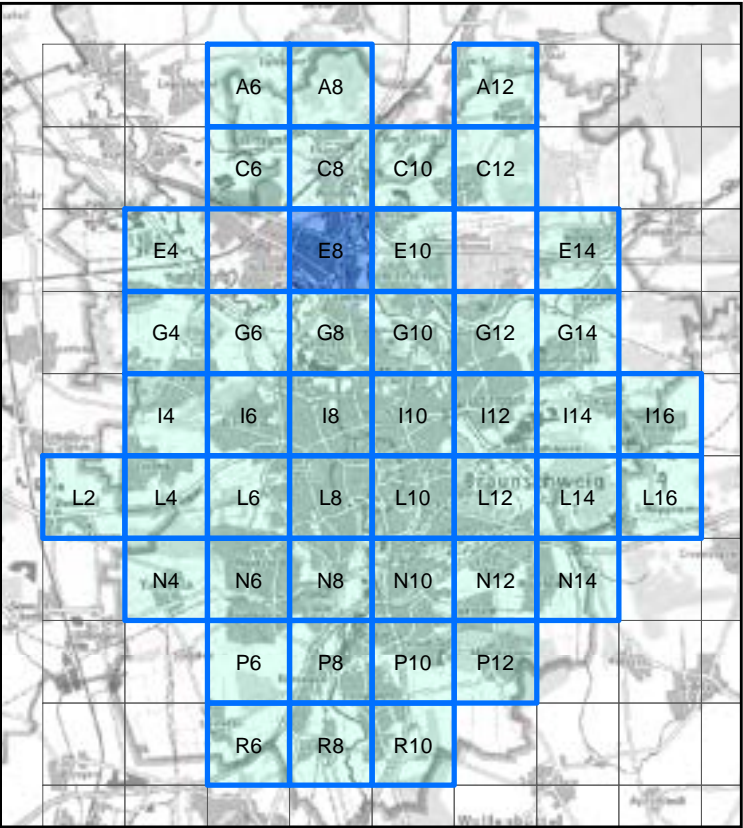 A6 A8 A12
C6 C8 C10 C12
E4 E8 E10 E14
G4 G6 G8 G10 G12 G14
I4 I6 I8 I10 I12 I14 I16
Braunschweig
L2 L4 L6 L8 L10 L12 L14 L16
N4 N6 N8 N10 N12 N14
P6 P8 P10 P12
R6 R8 R10
Wolfenbüttel